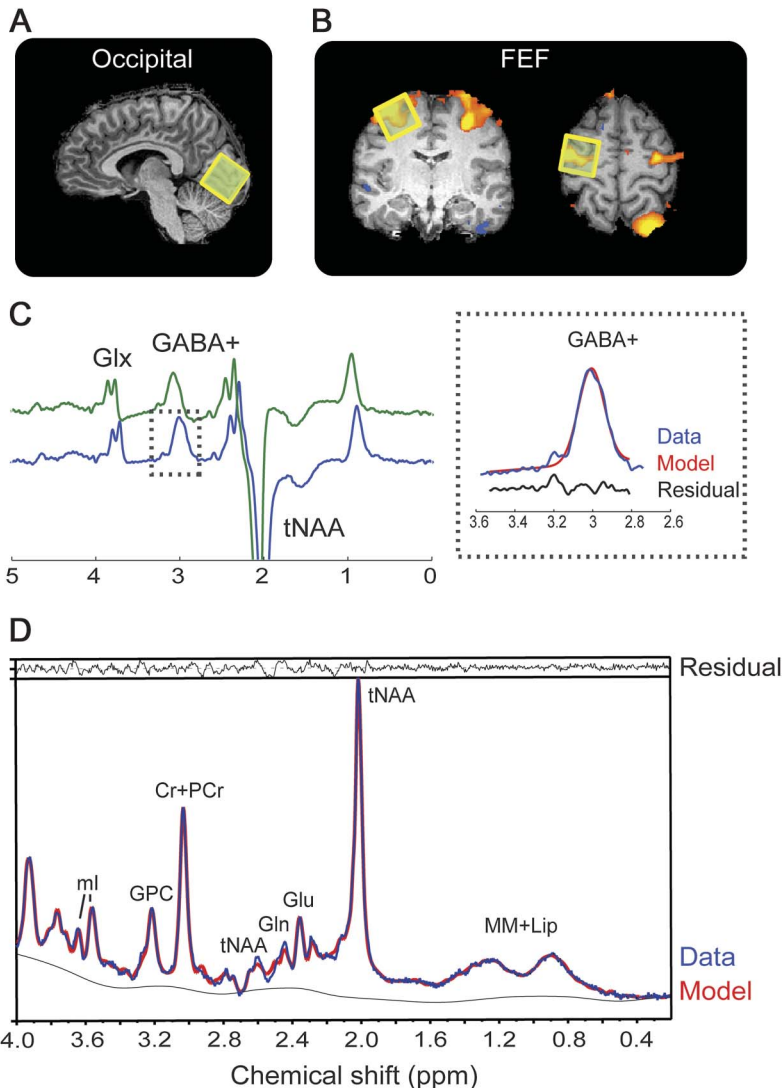 A
Occipital
B
FEF
C
Glx
GABA+
tNAA
5 4 3 2 1 0
GABA+
Data
Model
Residual
3.6 3.4 3.2 3 2.8 2.6
D
Residual
tNAA
Cr+PCr
mI
GPC
tNAA
Gln
Glu
MM+Lip
Data
Model
4.0 3.6 3.2 2.8 2.4 2.0 1.6 1.2 0.8 0.4
Chemical shift (ppm)